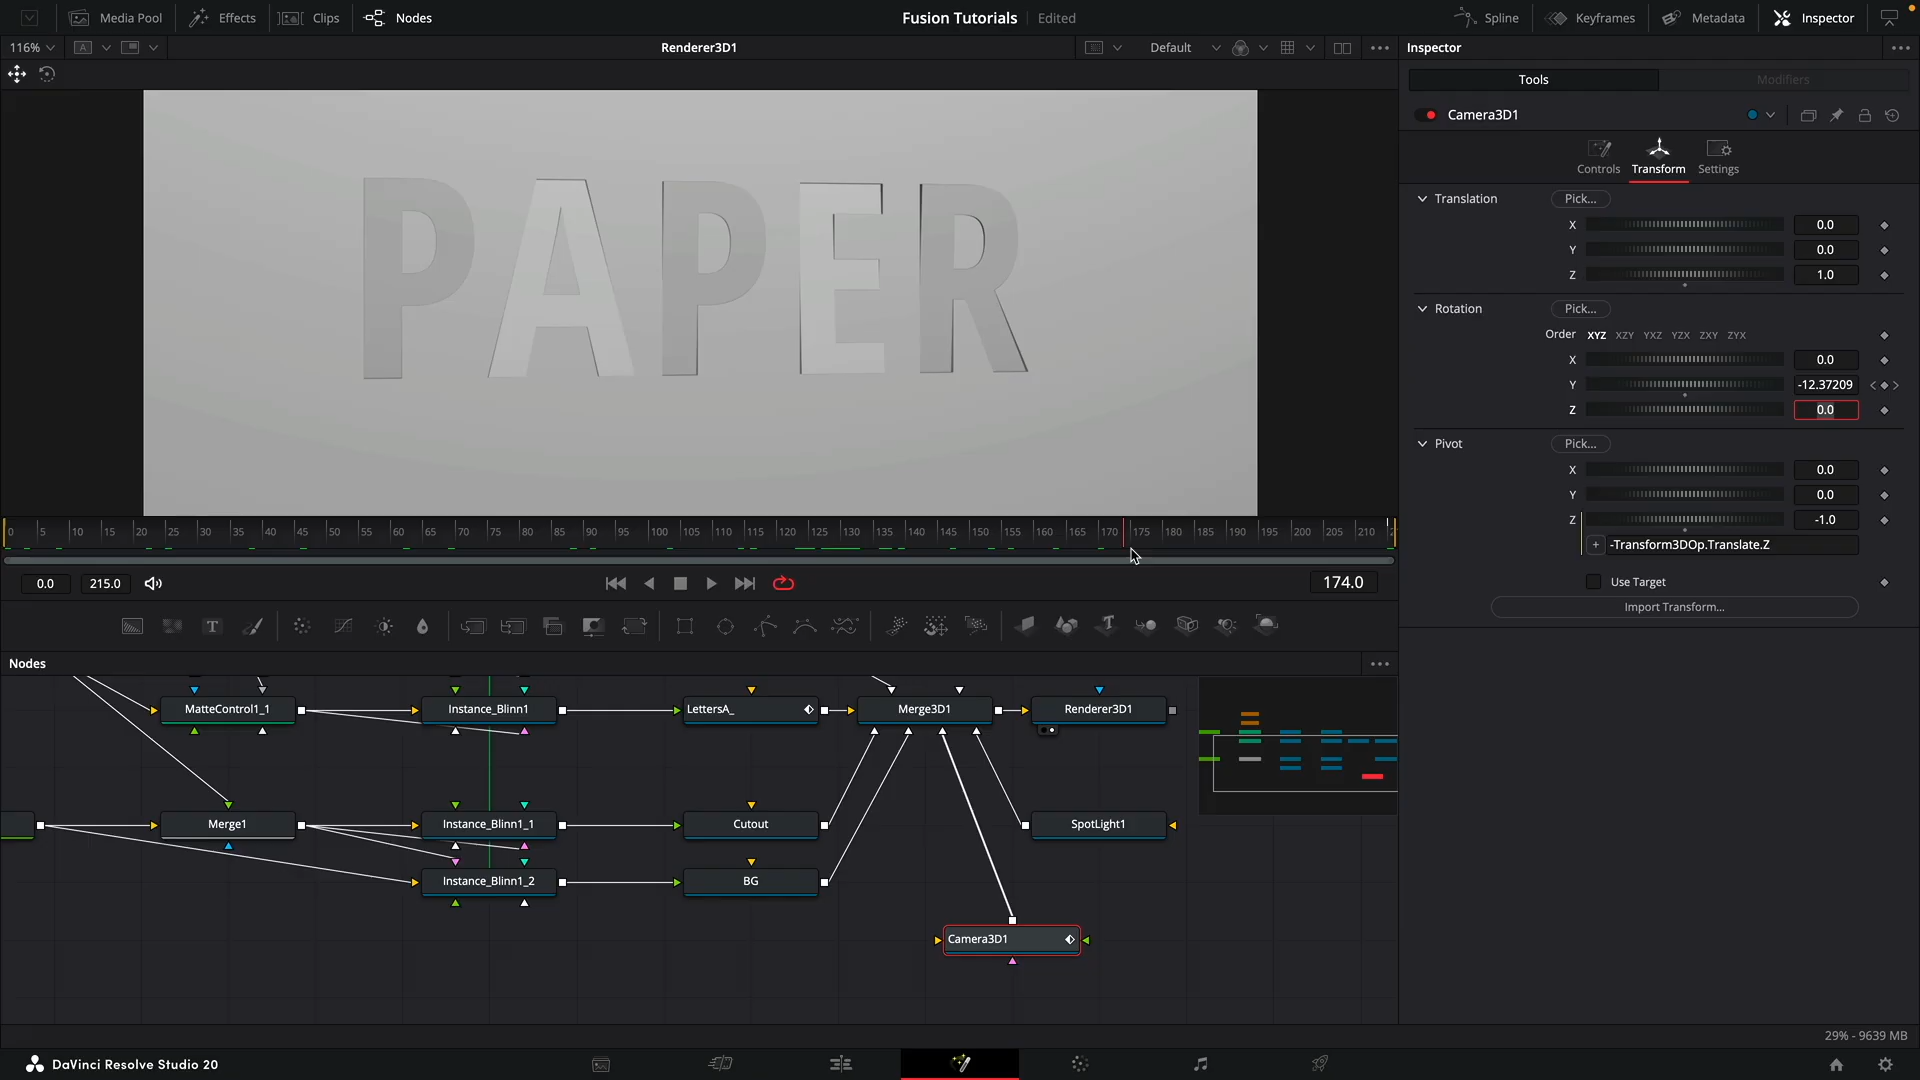 Media Pool
Effects
Clips
Nodes
Fusion Tutorials
Edited
Spline
Keyframes
Metadata
Inspector
116%
A
Renderer3D1
Default
Inspector
Tools
Modifiers
Camera3D1
Controls
Transform
Settings
PAPER
Translation
Pick...
X 0.0
Y 0.0
Z 1.0
Rotation
Pick...
Order XYZ XZY YXZ YZX ZXY ZYX
X 0.0
Y -12.37209
Z 0.0
Pivot
Pick...
X 0.0
Y 0.0
Z -1.0
+ -Transform3DOp.Translate.Z
Use Target
Import Transform...
0 5 10 15 20 25 30 35 40 45 50 55 60 65 70 75 80 85 90 95 100 105 110 115 120 125 130 135 140 145 150 155 160 165 170 175 180 185 190 195 200 205 210
0.0
215.0
174.0
T
Nodes
MatteControl1_1
Instance_Blinn1
LettersA_
Merge3D1
Renderer3D1
Merge1
Instance_Blinn1_1
Cutout
SpotLight1
Instance_Blinn1_2
BG
Camera3D1
29% - 9639 MB
DaVinci Resolve Studio 20